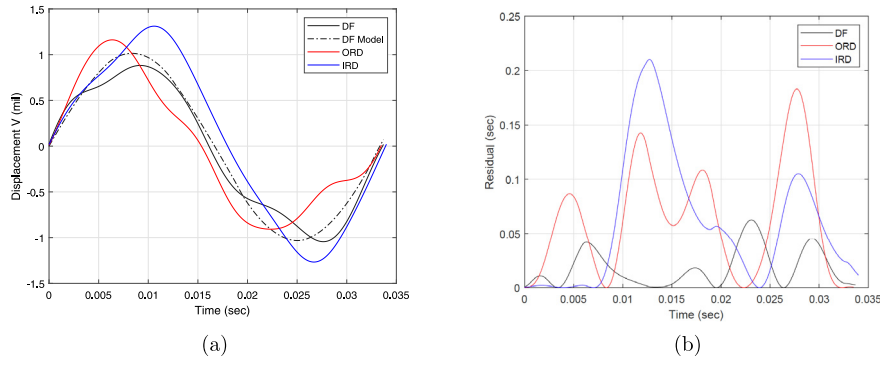 1.5
1
0.5
0
-0.5
-1
-1.5
0
0.005
0.01
0.015
0.02
0.025
0.03
0.035
Displacement V (mil)
Time (sec)
DF
DF Model
ORD
IRD
(a)
0.25
0.2
0.15
0.1
0.05
0
0
0.005
0.01
0.015
0.02
0.025
0.03
0.035
Residual (sec)
Time (sec)
DF
ORD
IRD
(b)